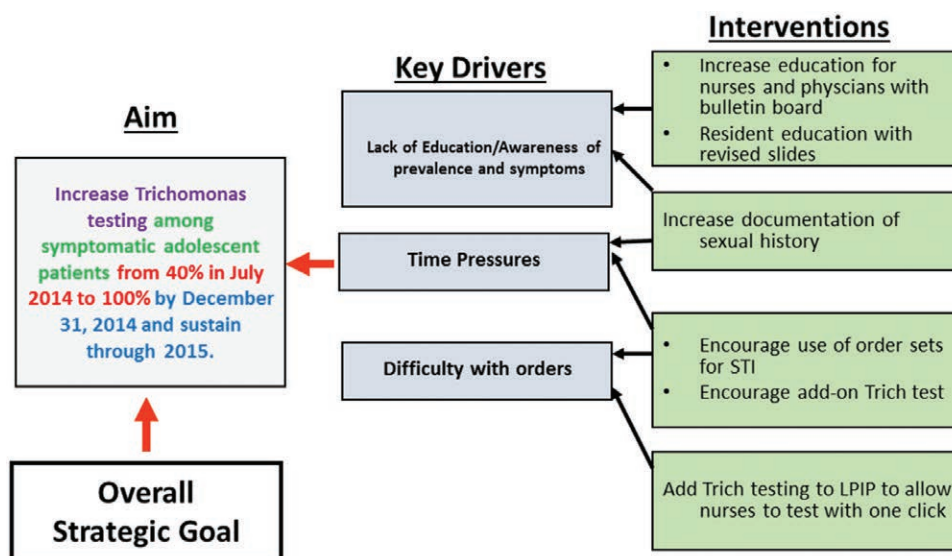 Aim
Increase Trichomonas
testing among
symptomatic adolescent
patients from 40% in July
2014 to 100% by December
31, 2014 and sustain
through 2015.
Overall
Strategic Goal
Key Drivers
Lack of Education/Awareness of
prevalence and symptoms
Time Pressures
Difficulty with orders
Interventions
• Increase education for
nurses and physcians with
bulletin board
• Resident education with
revised slides
Increase documentation of
sexual history
• Encourage use of order sets
for STI
• Encourage add-on Trich test
Add Trich testing to LPIP to allow
nurses to test with one click